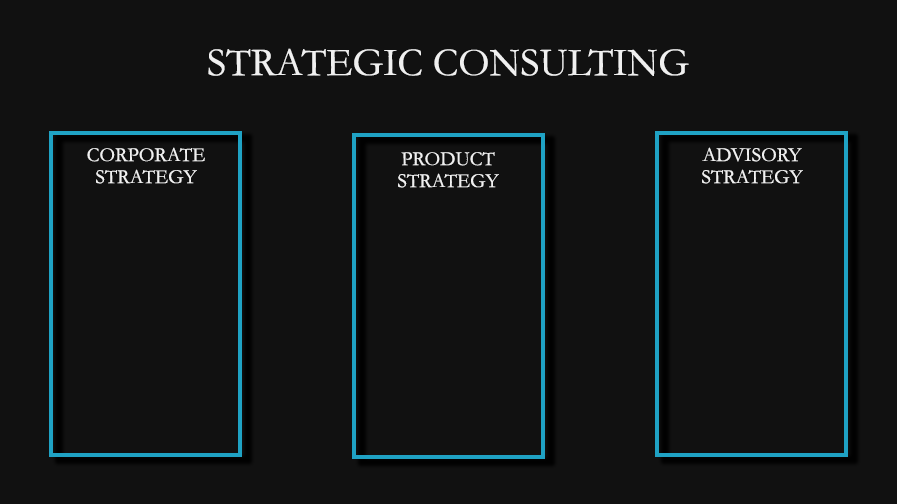 STRATEGIC CONSULTING
CORPORATE
STRATEGY
PRODUCT
STRATEGY
ADVISORY
STRATEGY